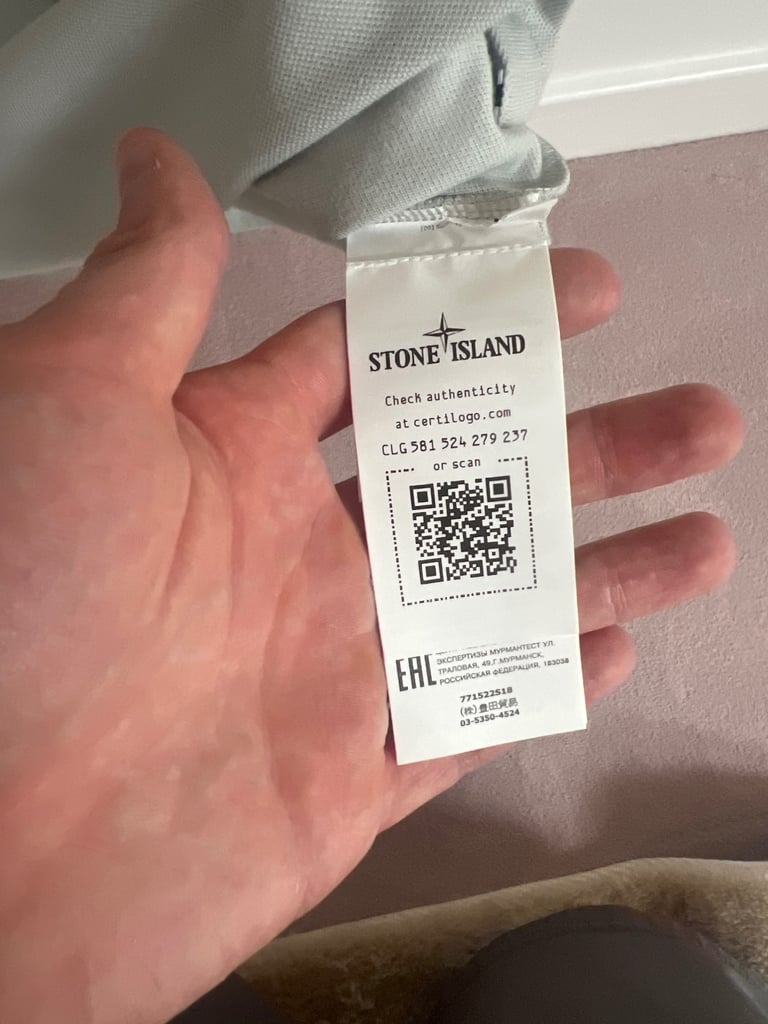 STONE ISLAND
Check authenticity
at certilogo.com
CLG 581 524 279 237
or scan
EAC
ЭКСПЕРТИЗЫ МУРМАНТЕСТ УЛ.
ТРАЛОВАЯ, 49,Г.МУРМАНСК,
РОССИЙСКАЯ ФЕДЕРАЦИЯ, 183038
771522518
(株)豊田貿易
03-5350-4524